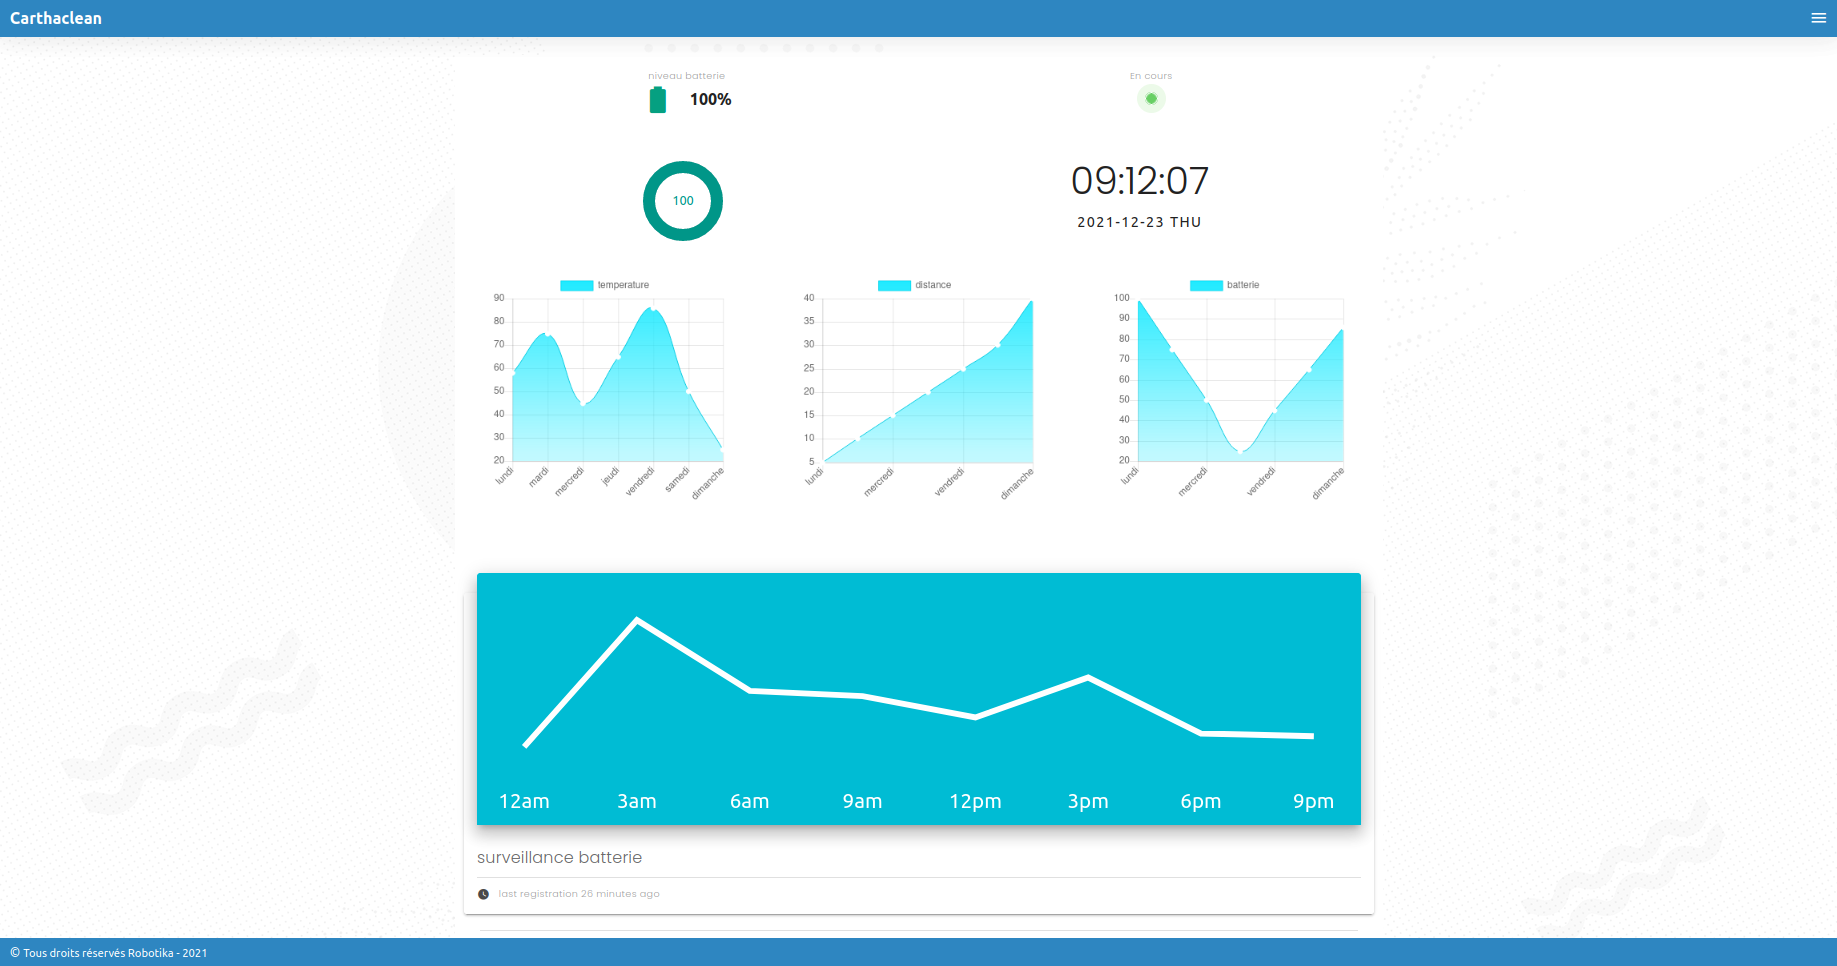 Carthaclean
niveau batterie
100%
En cours
100
09:12:07
2021-12-23 THU
temperature
90
80
70
60
50
40
30
20
lundi
mardi
mercredi
jeudi
vendredi
samedi
dimanche
distance
40
35
30
25
20
15
10
5
lundi
mercredi
vendredi
dimanche
batterie
100
90
80
70
60
50
40
30
20
lundi
mercredi
vendredi
dimanche
12am 3am 6am 9am 12pm 3pm 6pm 9pm
surveillance batterie
last registration 26 minutes ago
© Tous droits réservés Robotika - 2021